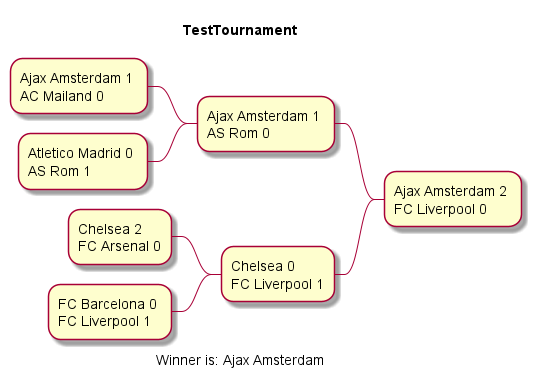 TestTournament
Ajax Amsterdam 1
AC Mailand 0
Atletico Madrid 0
AS Rom 1
Ajax Amsterdam 1
AS Rom 0
Chelsea 2
FC Arsenal 0
FC Barcelona 0
FC Liverpool 1
Chelsea 0
FC Liverpool 1
Ajax Amsterdam 2
FC Liverpool 0
Winner is: Ajax Amsterdam